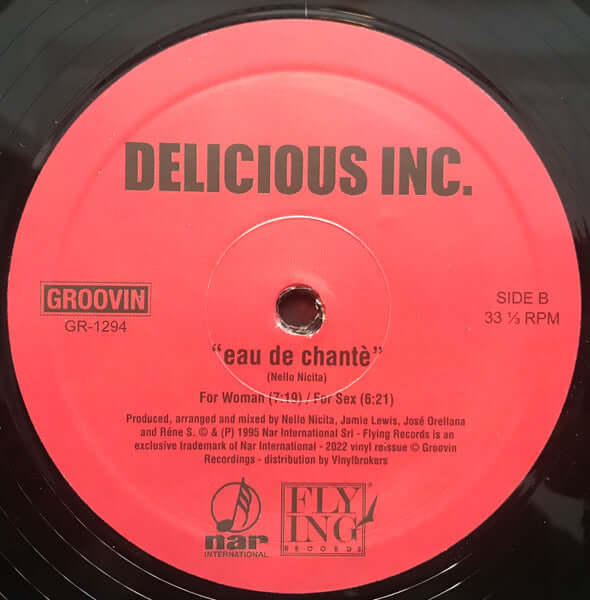 DELICIOUS INC.
GROOVIN
GR-1294
SIDE B
33 ⅓ RPM
“eau de chantè”
(Nello Nicita)
For Woman (7:19) / For Sex (6:21)
Produced, arranged and mixed by Nello Nicita, Jamie Lewis, José Orellana
and Réne S. © & (P) 1995 Nar International Srl - Flying Records is an
exclusive trademark of Nar International - 2022 vinyl reissue © Groovin
Recordings - distribution by Vinylbrokers
nar
INTERNATIONAL
FLY
ING
RECORDS